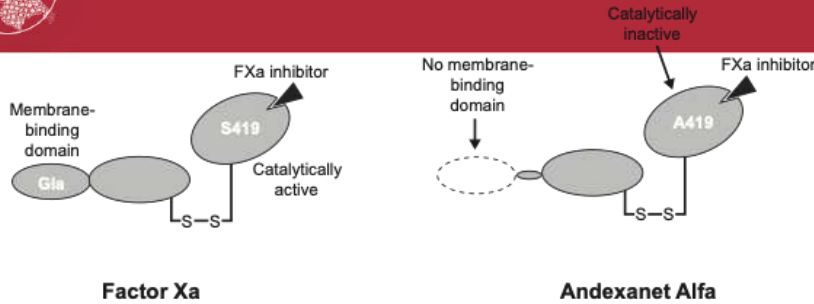 Catalytically
inactive
FXa inhibitor
Membrane-
binding
domain
Gla
S419
Catalytically
active
S–S
Factor Xa
No membrane-
binding
domain
FXa inhibitor
A419
S–S
Andexanet Alfa